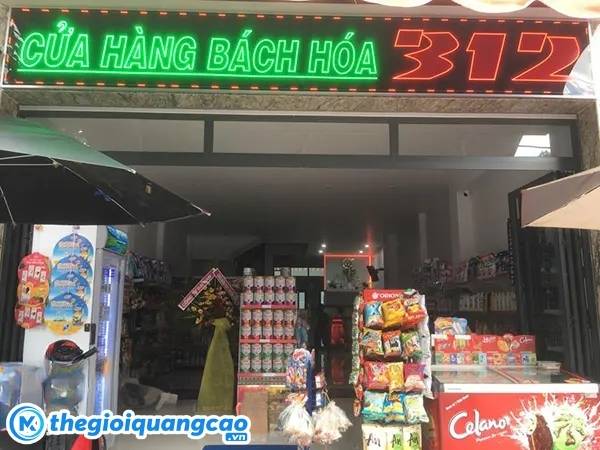 CỬA HÀNG BÁCH HÓA 312
ORION
Celano
thegioiquangcao
.vn